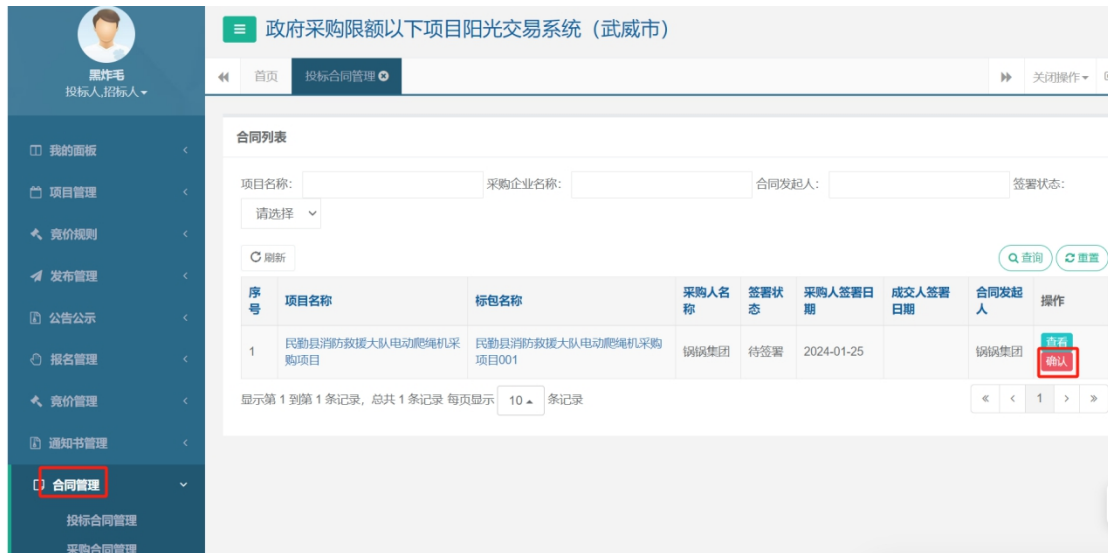 政府采购限额以下项目阳光交易系统（武威市）
黑炸毛
投标人,招标人
首页
投标合同管理
关闭操作
我的面板
项目管理
竞价规则
发布管理
公告公示
报名管理
竞价管理
通知书管理
合同管理
投标合同管理
采购合同管理
合同列表
项目名称:
采购企业名称:
合同发起人:
签署状态:
请选择
刷新
查询
重置
序号
项目名称
标包名称
采购人名称
签署状态
采购人签署日期
成交人签署日期
合同发起人
操作
1
民勤县消防救援大队电动爬绳机采
购项目
民勤县消防救援大队电动爬绳机采购
项目001
锅锅集团
待签署
2024-01-25
锅锅集团
查看
确认
显示第 1 到第 1 条记录，总共 1 条记录 每页显示 10 条记录
« < 1 > »